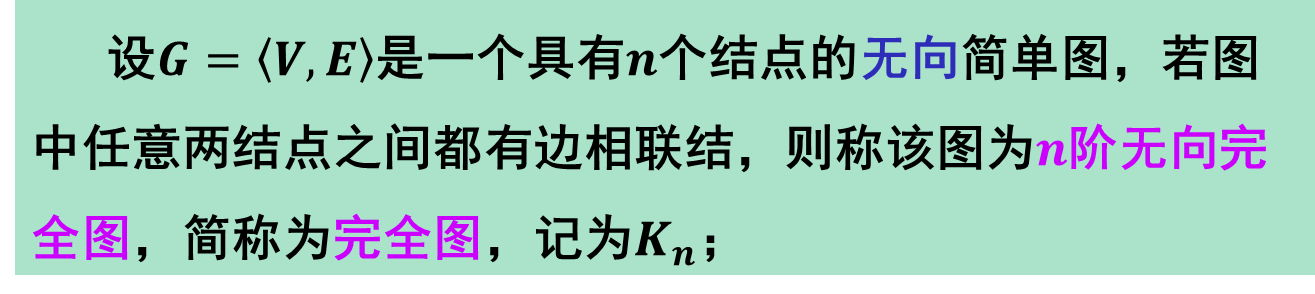 设G = ⟨V, E⟩是一个具有n个结点的无向简单图，若图
中任意两结点之间都有边相联结，则称该图为n阶无向完
全图，简称为完全图，记为Kₙ；